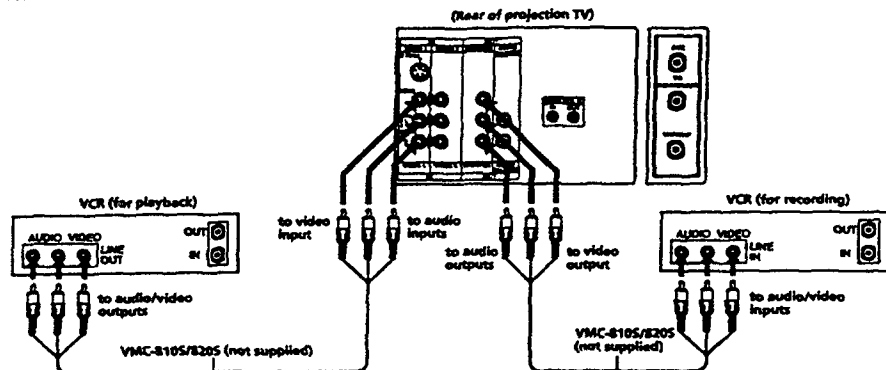 (Rear of projection TV)
VCR (for playback)
AUDIO VIDEO
LINE
OUT
OUT
IN
to audio/video
outputs
VMC-810S/820S (not supplied)
to video
input
to audio
inputs
to audio
outputs
to video
output
VMC-810S/820S
(not supplied)
VCR (for recording)
AUDIO VIDEO
LINE
IN
OUT
IN
to audio/video
inputs